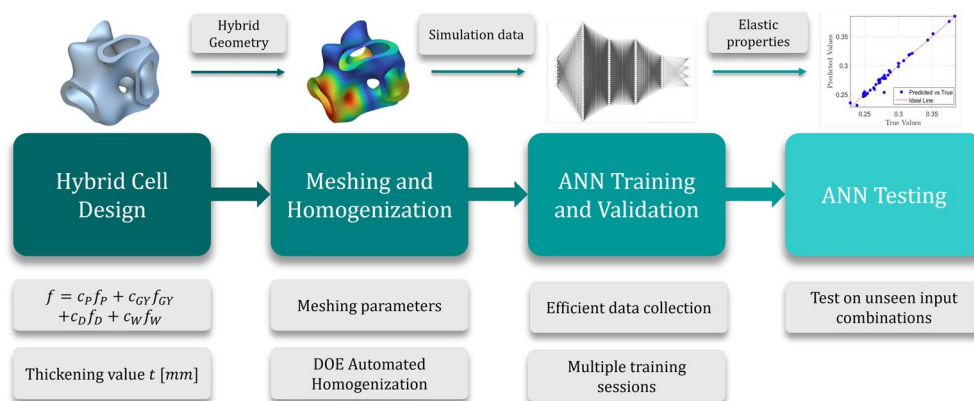 Hybrid
Geometry
Simulation data
Elastic
properties
Predicted Values
0.35
0.3
0.25
0.25
0.3
0.35
True Values
Predicted vs True
Ideal Line
Hybrid Cell
Design
Meshing and
Homogenization
ANN Training
and Validation
ANN Testing
f = c_P f_P + c_GY f_GY
+c_D f_D + c_W f_W
Meshing parameters
Efficient data collection
Test on unseen input
combinations
Thickening value t [mm]
DOE Automated
Homogenization
Multiple training
sessions